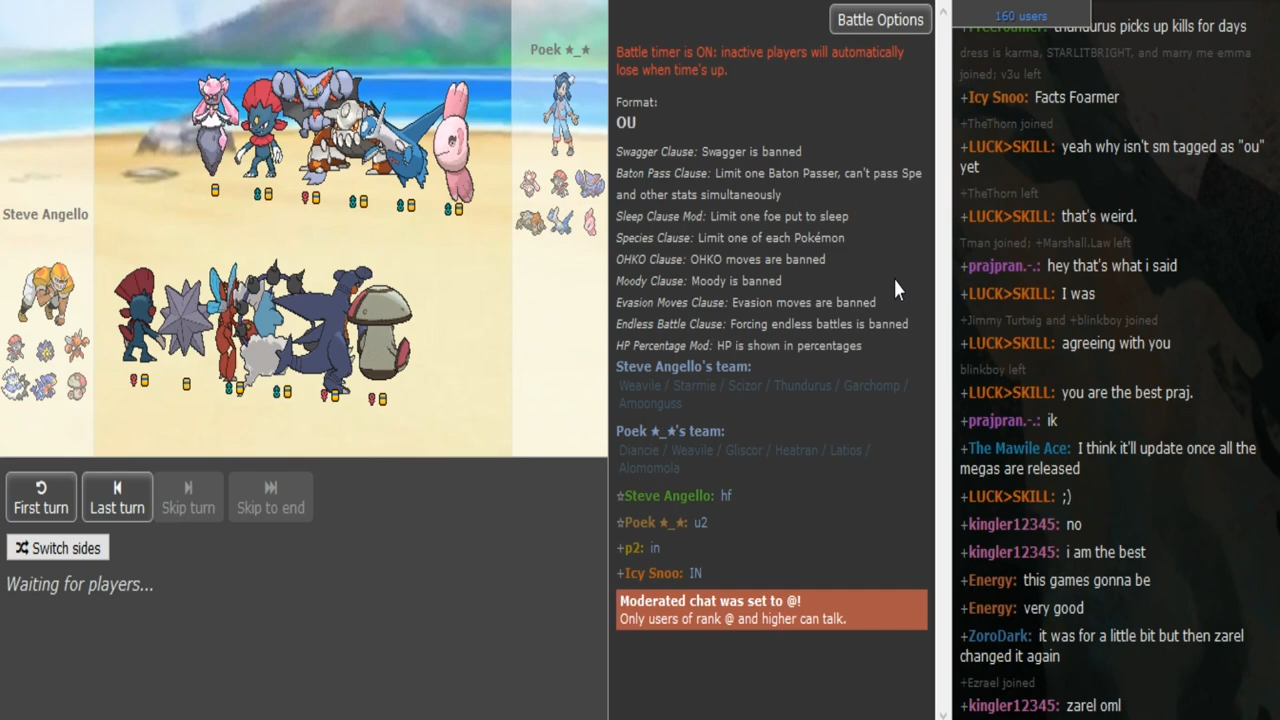 Poek ★_★
Steve Angello
First turn
Last turn
Skip turn
Skip to end
Switch sides
Waiting for players...
Battle Options
Battle timer is ON: inactive players will automatically
lose when time's up.
Format:
OU
Swagger Clause: Swagger is banned
Baton Pass Clause: Limit one Baton Passer, can't pass Spe
and other stats simultaneously
Sleep Clause Mod: Limit one foe put to sleep
Species Clause: Limit one of each Pokémon
OHKO Clause: OHKO moves are banned
Moody Clause: Moody is banned
Evasion Moves Clause: Evasion moves are banned
Endless Battle Clause: Forcing endless battles is banned
HP Percentage Mod: HP is shown in percentages
Steve Angello's team:
Weavile / Starmie / Scizor / Thundurus / Garchomp /
Amoonguss
Poek ★_★'s team:
Diancie / Weavile / Gliscor / Heatran / Latios /
Alomomola
☆Steve Angello: hf
☆Poek ★_★: u2
+p2: in
+Icy Snoo: IN
Moderated chat was set to @!
Only users of rank @ and higher can talk.
160 users
thundurus picks up kills for days
dress is karma, STARLITBRIGHT, and marry me emma
joined; v3u left
+Icy Snoo: Facts Foarmer
+TheThorn joined
+LUCK>SKILL: yeah why isn't sm tagged as "ou"
yet
+TheThorn left
+LUCK>SKILL: that's weird.
Tman joined; +Marshall.Law left
+prajpran.-.: hey that's what i said
+LUCK>SKILL: I was
+Jimmy Turtwig and +blinkboy joined
+LUCK>SKILL: agreeing with you
blinkboy left
+LUCK>SKILL: you are the best praj.
+prajpran.-.: ik
+The Mawile Ace: I think it'll update once all the
megas are released
+LUCK>SKILL: ;)
+kingler12345: no
+kingler12345: i am the best
+Energy: this games gonna be
+Energy: very good
+ZoroDark: it was for a little bit but then zarel
changed it again
+Ezrael joined
+kingler12345: zarel oml